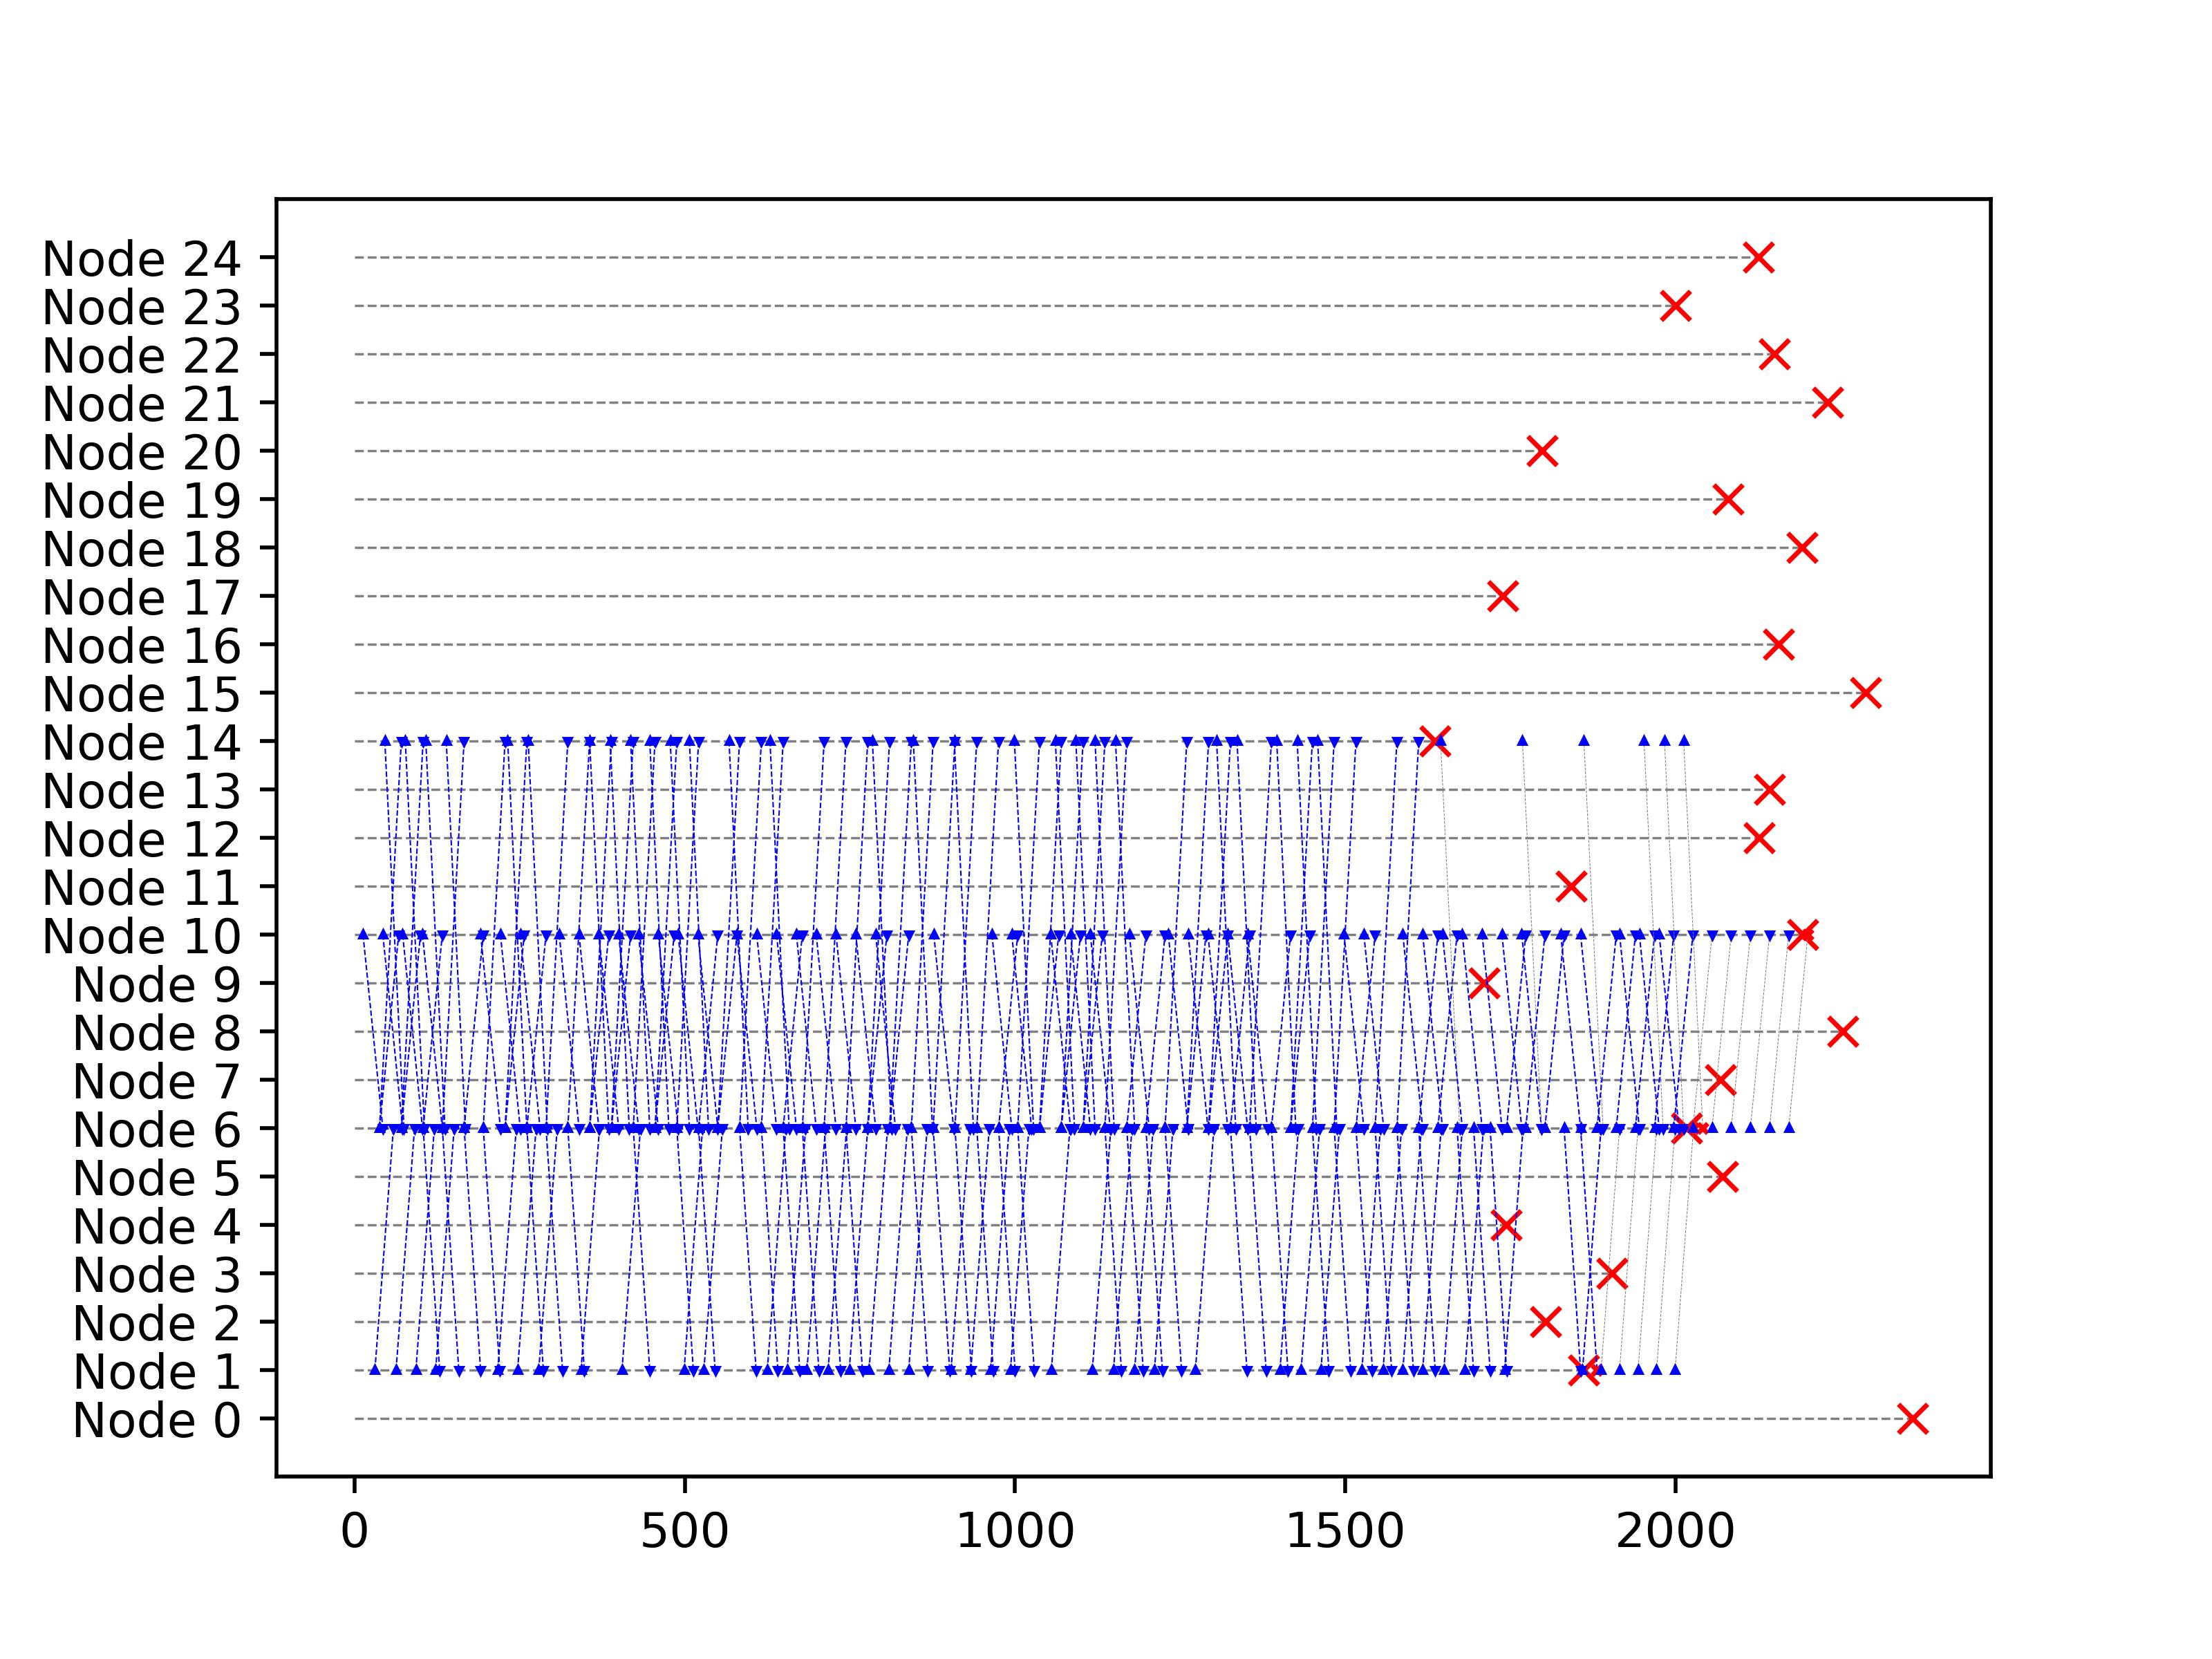 Node 24
Node 23
Node 22
Node 21
Node 20
Node 19
Node 18
Node 17
Node 16
Node 15
Node 14
Node 13
Node 12
Node 11
Node 10
Node 9
Node 8
Node 7
Node 6
Node 5
Node 4
Node 3
Node 2
Node 1
Node 0
0 500 1000 1500 2000